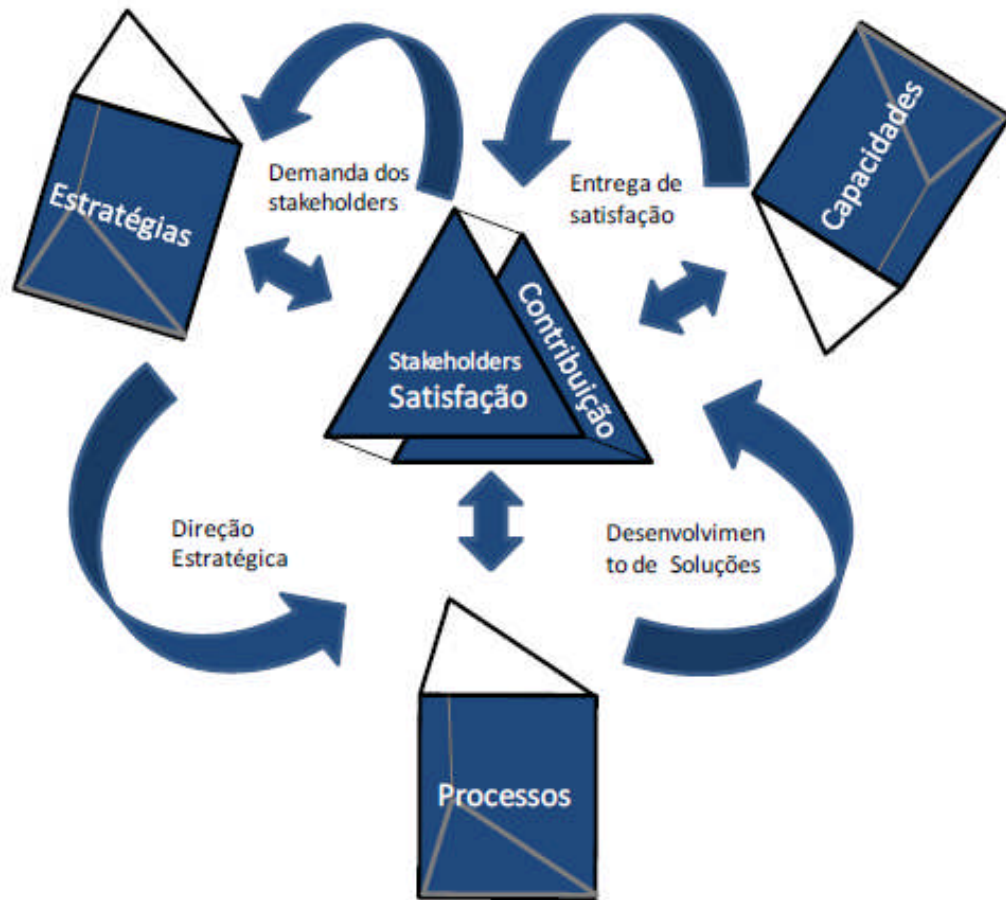 Estratégias
Demanda dos
stakeholders
Entrega de
satisfação
Capacidades
Stakeholders
Satisfação
Contribuição
Direção
Estratégica
Desenvolvimen
to de Soluções
Processos